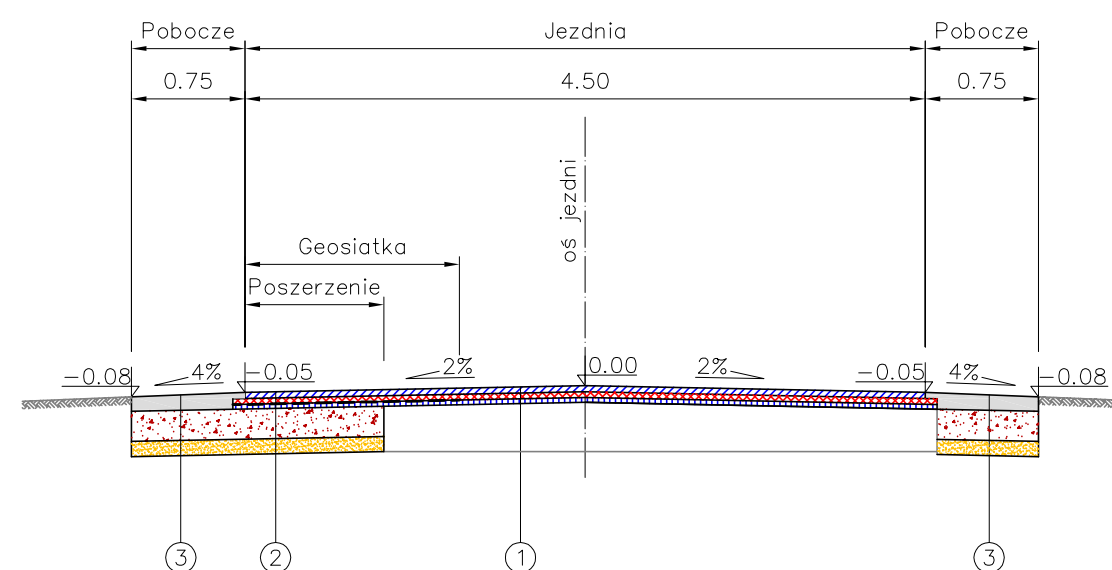 Pobocze Jezdnia Pobocze
0.75 4.50 0.75
oś jezdni
Geosiatka
Poszerzenie
-0.08 4% -0.05 2% 0.00 2% -0.05 4% -0.08
3 2 1 3